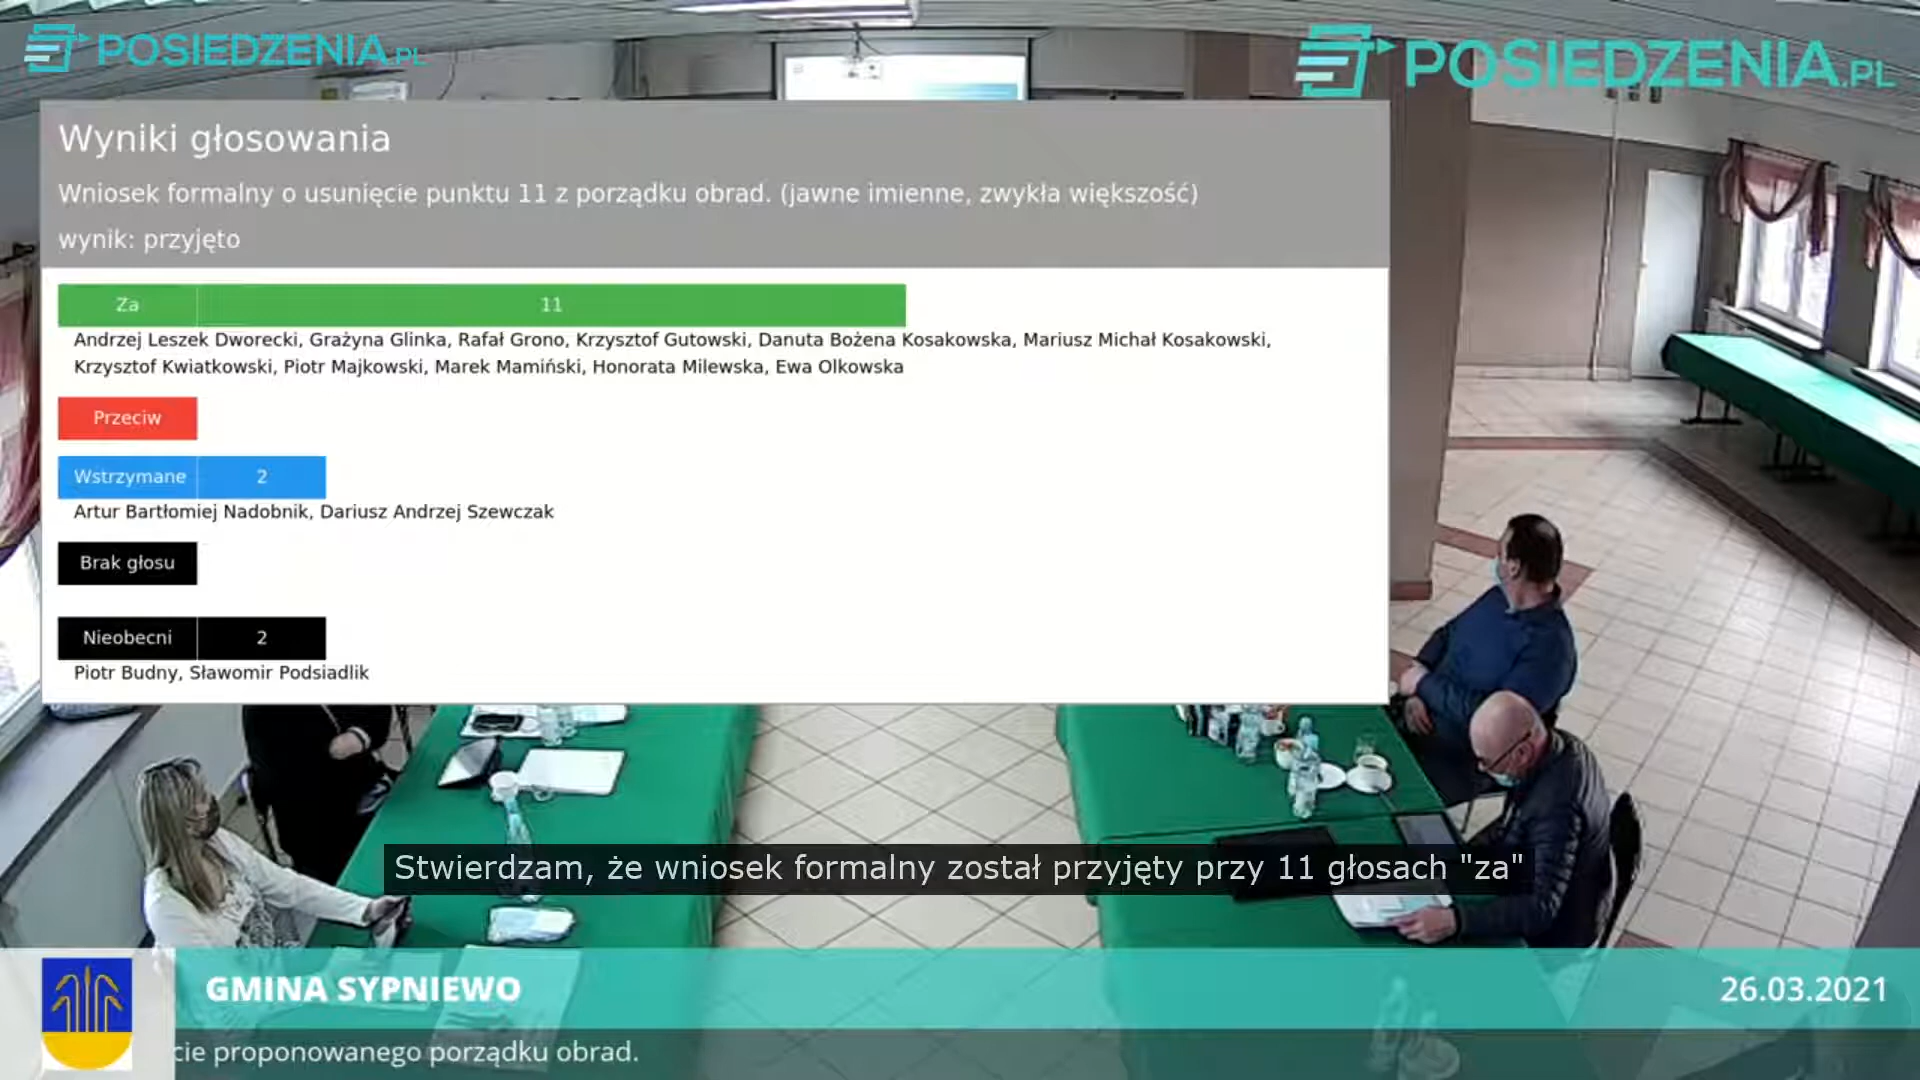 POSIEDZENIA.PL
POSIEDZENIA.PL
Wyniki głosowania
Wniosek formalny o usunięcie punktu 11 z porządku obrad. (jawne imienne, zwykła większość)
wynik: przyjęto
Za 11
Andrzej Leszek Dworecki, Grażyna Glinka, Rafał Grono, Krzysztof Gutowski, Danuta Bożena Kosakowska, Mariusz Michał Kosakowski,
Krzysztof Kwiatkowski, Piotr Majkowski, Marek Mamiński, Honorata Milewska, Ewa Olkowska
Przeciw
Wstrzymane 2
Artur Bartłomiej Nadobnik, Dariusz Andrzej Szewczak
Brak głosu
Nieobecni 2
Piotr Budny, Sławomir Podsiadlik
Stwierdzam, że wniosek formalny został przyjęty przy 11 głosach "za"
GMINA SYPNIEWO
26.03.2021
cie proponowanego porządku obrad.